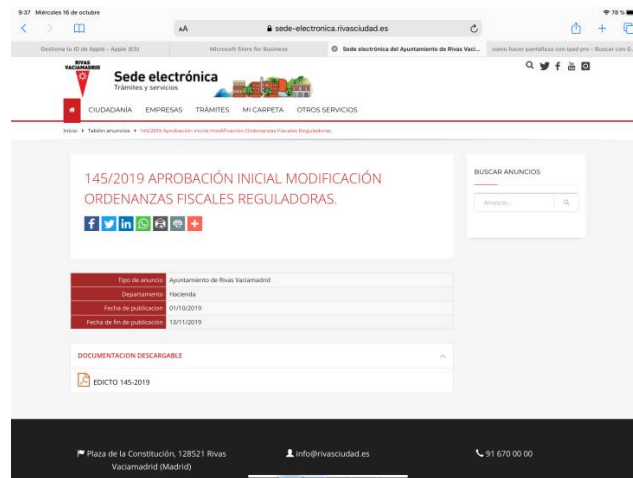 9:37 Miércoles 16 de octubre
78 %
AA
sede-electronica.rivasciudad.es
Gestiona tu ID de Apple - Apple (ES)
Microsoft Store for Business
Sede electrónica del Ayuntamiento de Rivas Vaci...
como hacer pantallazo con ipad pro - Buscar con G...
RIVAS
VACIAMADRID
Sede electrónica
Trámites y servicios
CIUDADANÍA EMPRESAS TRÁMITES MI CARPETA OTROS SERVICIOS
Inicio Tablón anuncios 145/2019 Aprobación inicial modificación Ordenanzas Fiscales Reguladoras.
145/2019 APROBACIÓN INICIAL MODIFICACIÓN
ORDENANZAS FISCALES REGULADORAS.
BUSCAR ANUNCIOS
Anuncio...
Tipo de anuncio Ayuntamiento de Rivas Vaciamadrid
Departamento Hacienda
Fecha de publicacion 01/10/2019
Fecha de fin de publicación 13/11/2019
DOCUMENTACION DESCARGABLE
EDICTO 145-2019
Plaza de la Constitución, 128521 Rivas
Vaciamadrid (Madrid)
info@rivasciudad.es
91 670 00 00